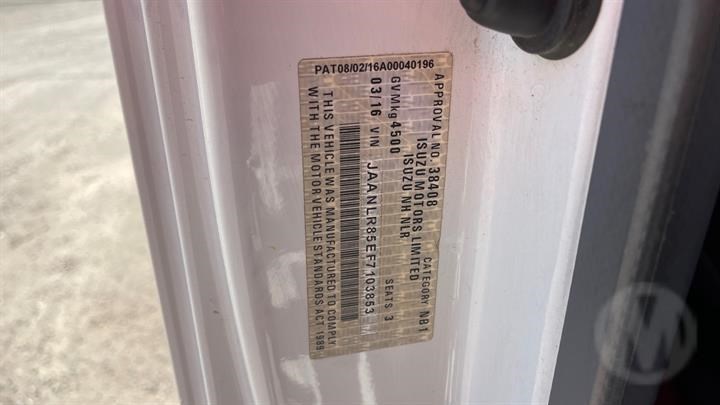 PAT08/02/16A00040196
APPROVAL NO. 38408 CATEGORY NB1
ISUZU MOTORS LIMITED
ISUZU NH NLR
GVMkg 4500 SEATS 3
03/16 VIN JAANLR85EF7103853
THIS VEHICLE WAS MANUFACTURED TO COMPLY
WITH THE MOTOR VEHICLE STANDARDS ACT 1989